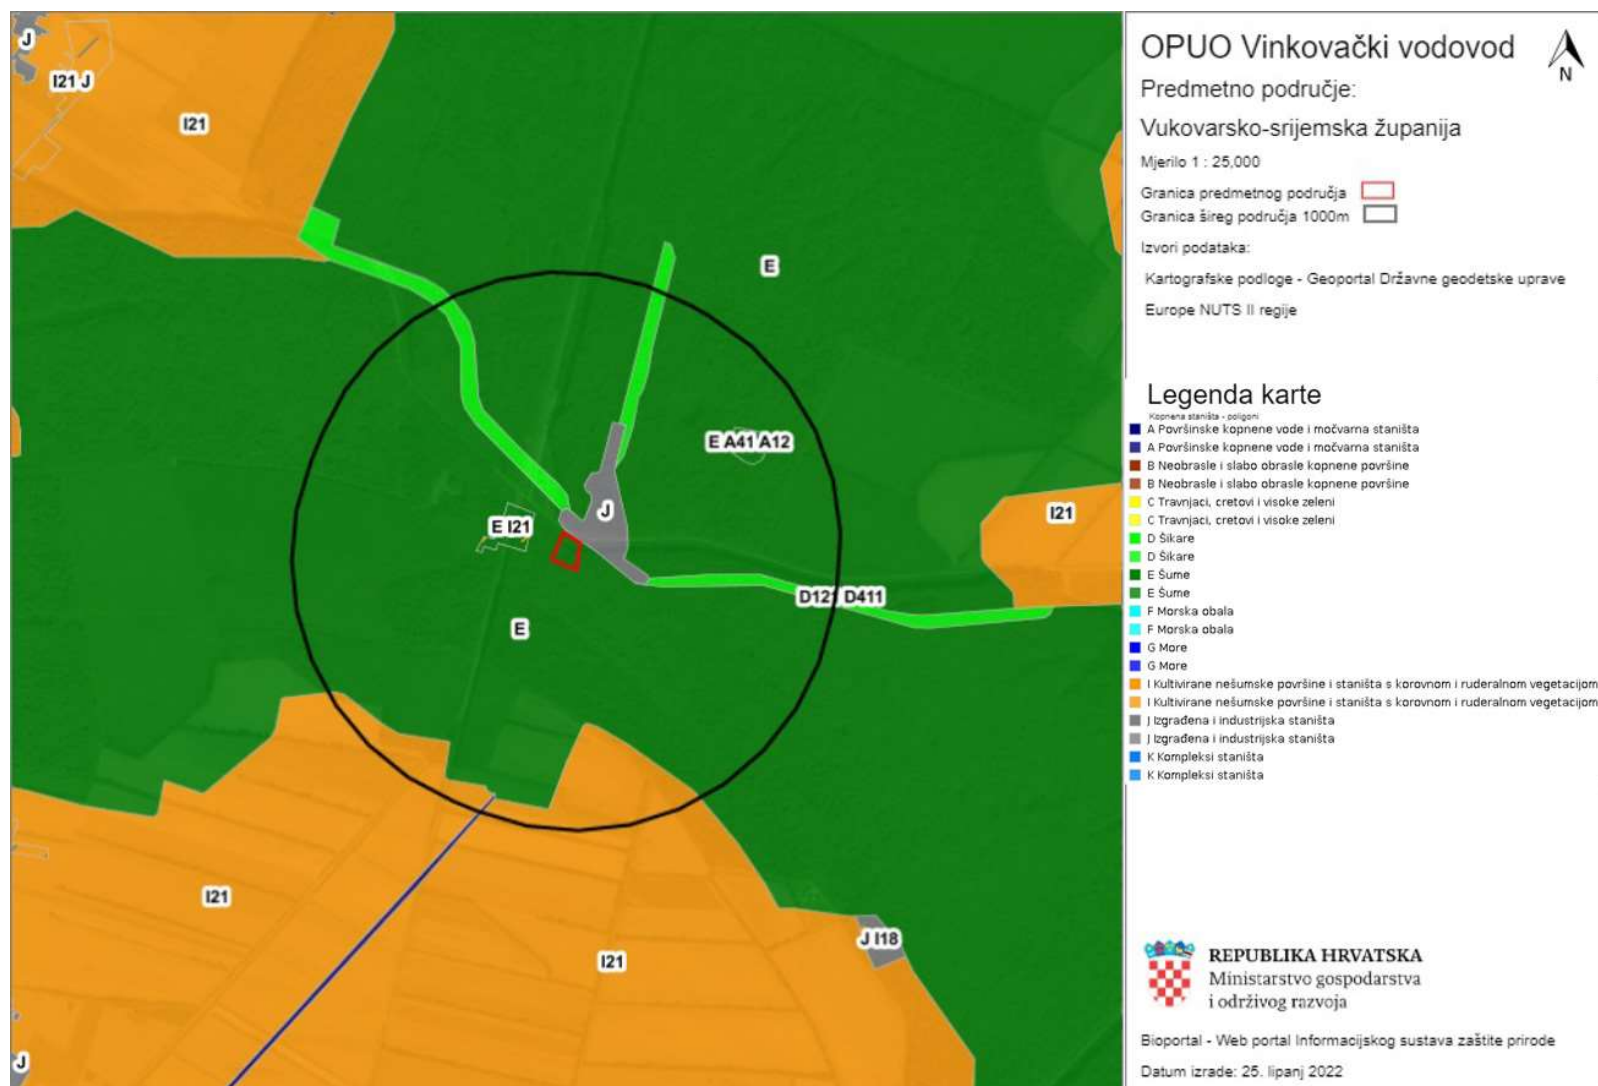 J
I21 J
I21
E
E A41 A12
I21
J
E I21
D121 D411
E
I21
J I18
I21
J
OPUO Vinkovački vodovod
N
Predmetno područje:
Vukovarsko-srijemska županija
Mjerilo 1 : 25,000
Granica predmetnog područja
Granica šireg područja 1000m
Izvori podataka:
Kartografske podloge - Geoportal Državne geodetske uprave
Europe NUTS II regije
Legenda karte
Kopnena staništa - poligoni
A Površinske kopnene vode i močvarna staništa
A Površinske kopnene vode i močvarna staništa
B Neobrasle i slabo obrasle kopnene površine
B Neobrasle i slabo obrasle kopnene površine
C Travnjaci, cretovi i visoke zeleni
C Travnjaci, cretovi i visoke zeleni
D Šikare
D Šikare
E Šume
E Šume
F Morska obala
F Morska obala
G More
G More
I Kultivirane nešumske površine i staništa s korovnom i ruderalnom vegetacijom
I Kultivirane nešumske površine i staništa s korovnom i ruderalnom vegetacijom
J Izgrađena i industrijska staništa
J Izgrađena i industrijska staništa
K Kompleksi staništa
K Kompleksi staništa
REPUBLIKA HRVATSKA
Ministarstvo gospodarstva
i održivog razvoja
Bioportal - Web portal Informacijskog sustava zaštite prirode
Datum izrade: 25. lipanj 2022